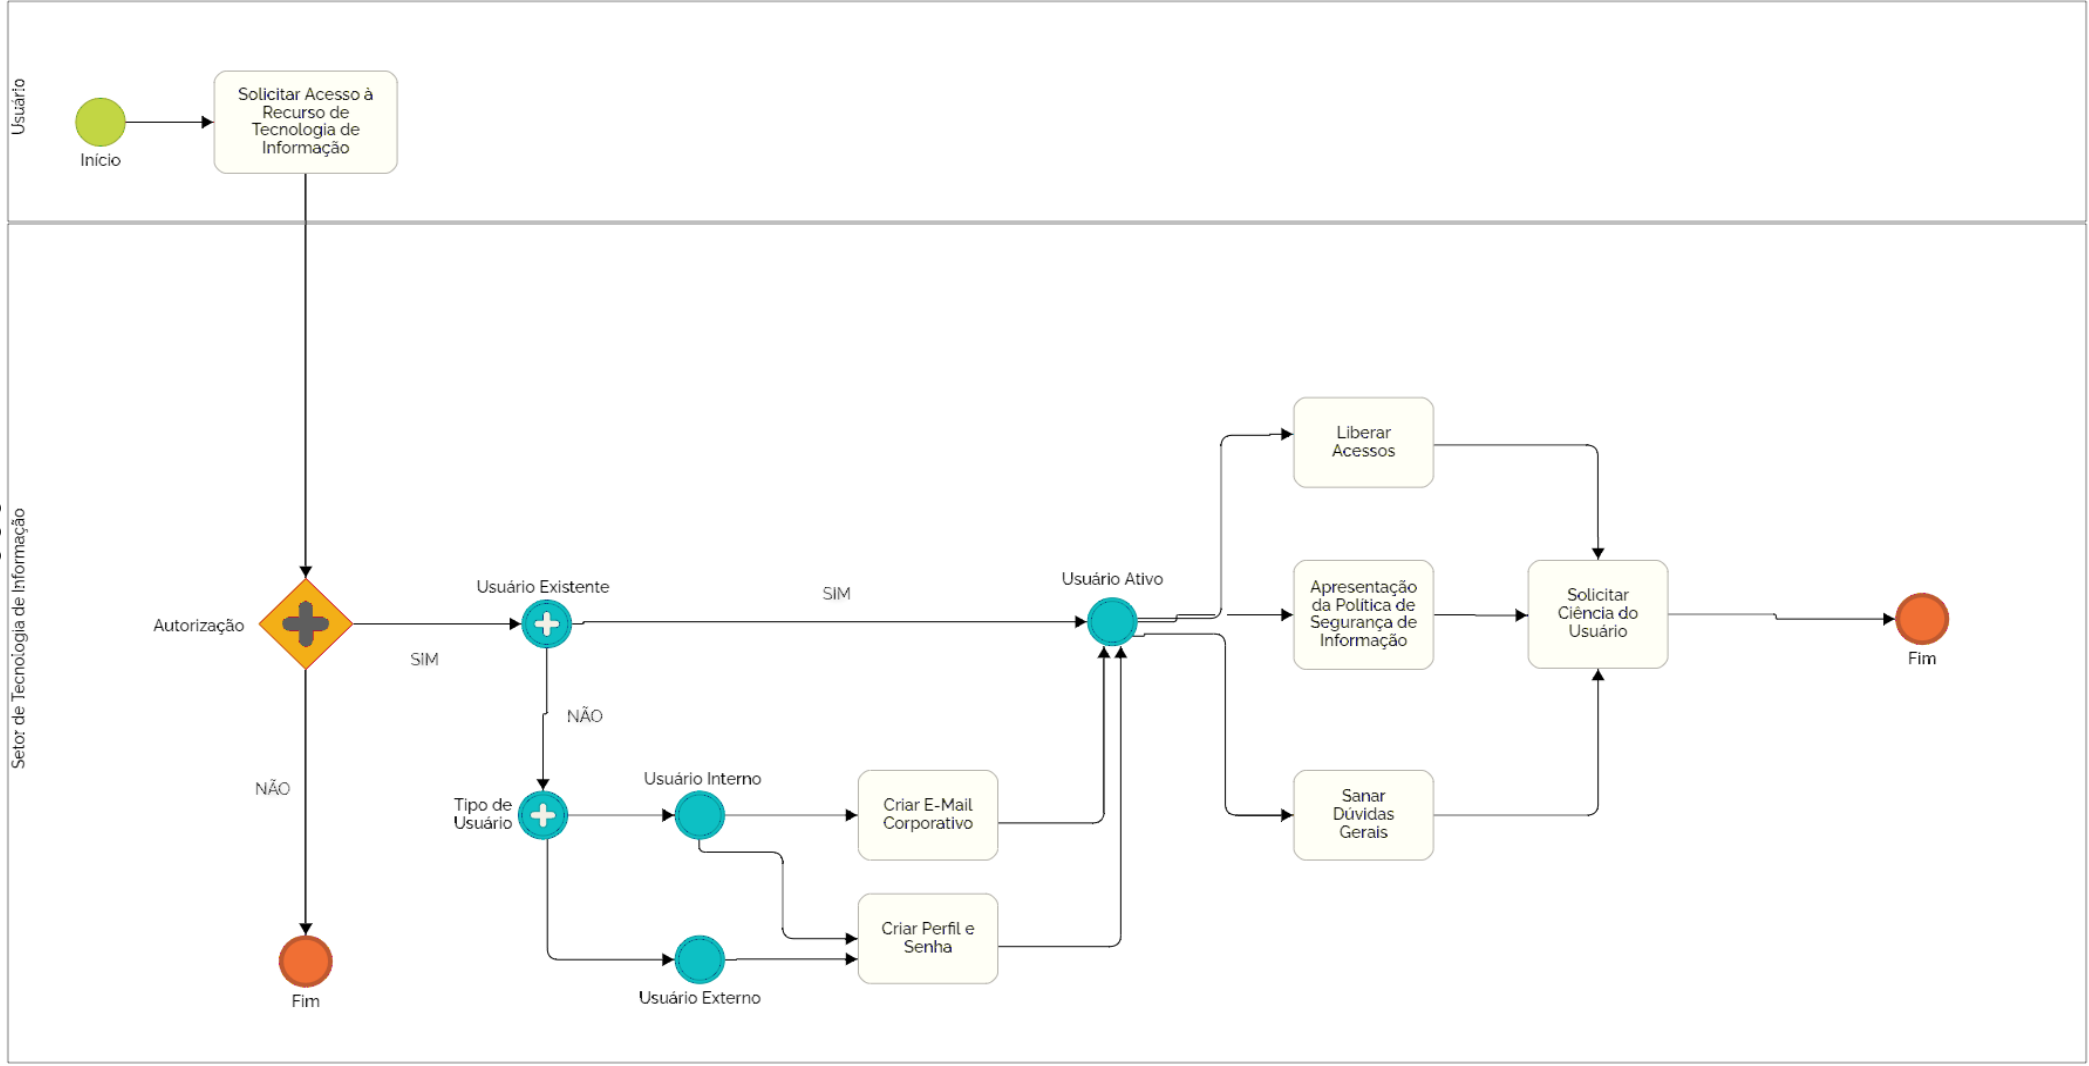 Usuário
Solicitar Acesso à
Recurso de
Tecnologia de
Informação
Início
Setor de Tecnologia de Informação
Autorização
SIM
NÃO
Fim
Usuário Existente
SIM
NÃO
Tipo de
Usuário
Usuário Interno
Usuário Externo
Criar E-Mail
Corporativo
Criar Perfil e
Senha
Usuário Ativo
Liberar
Acessos
Apresentação
da Política de
Segurança de
Informação
Sanar
Dúvidas
Gerais
Solicitar
Ciência do
Usuário
Fim